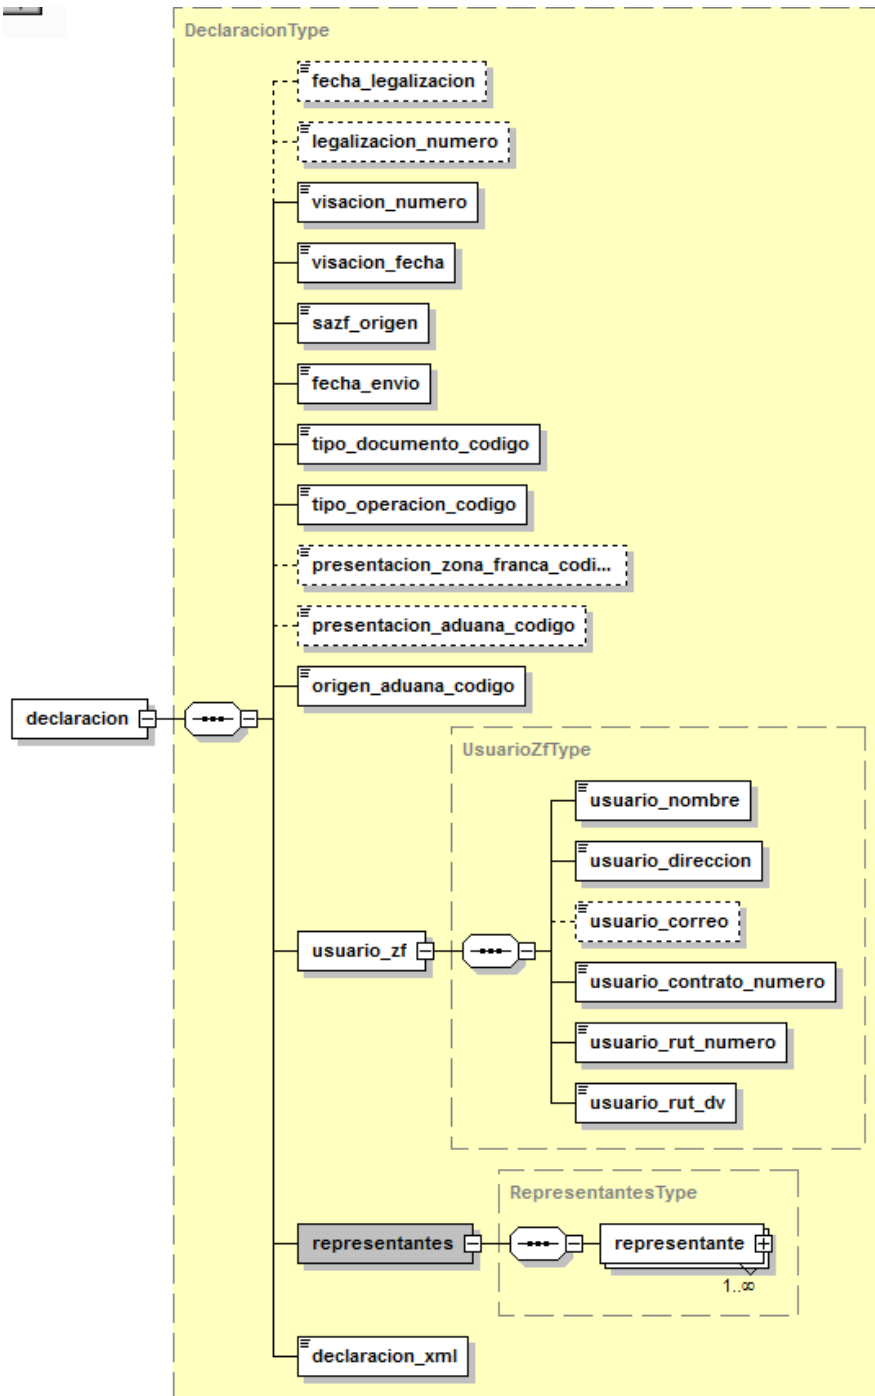 DeclaracionType
fecha_legalizacion
legalizacion_numero
visacion_numero
visacion_fecha
sazf_origen
fecha_envio
tipo_documento_codigo
tipo_operacion_codigo
presentacion_zona_franca_codi...
presentacion_aduana_codigo
origen_aduana_codigo
declaracion
UsuarioZfType
usuario_nombre
usuario_direccion
usuario_correo
usuario_zf
usuario_contrato_numero
usuario_rut_numero
usuario_rut_dv
RepresentantesType
representantes
representante
1..∞
declaracion_xml